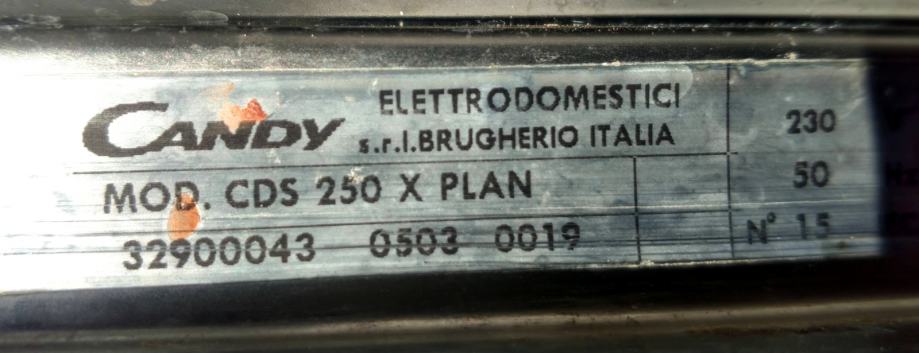 CANDY ELETTRODOMESTICI
s.r.l. BRUGHERIO ITALIA 230
MOD. CDS 250 X PLAN 50
32900043 0503 0019 N° 15